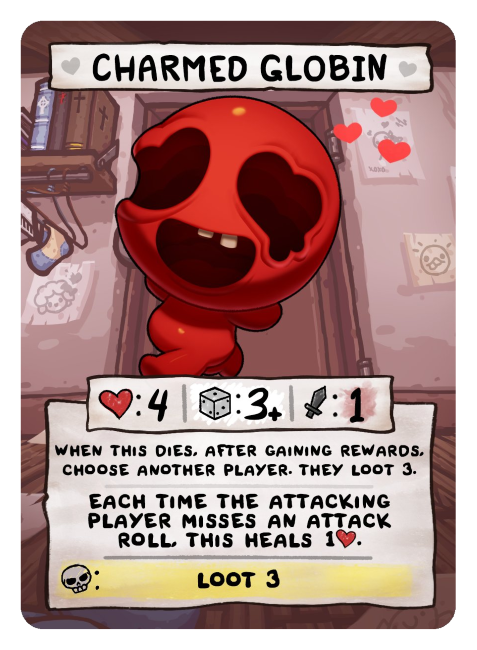 CHARMED GLOBIN
xoxo
:4 :3+ :1
WHEN THIS DIES, AFTER GAINING REWARDS,
CHOOSE ANOTHER PLAYER. THEY LOOT 3.
EACH TIME THE ATTACKING
PLAYER MISSES AN ATTACK
ROLL, THIS HEALS 1.
: LOOT 3